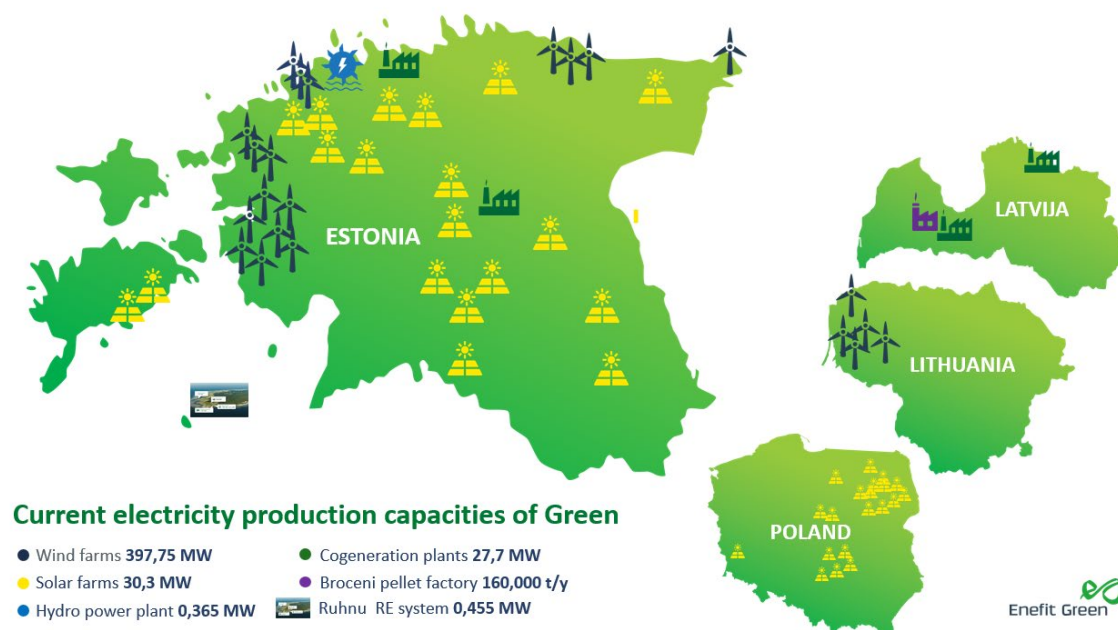 ESTONIA
LATVIJA
LITHUANIA
POLAND
Current electricity production capacities of Green
Wind farms 397,75 MW
Solar farms 30,3 MW
Hydro power plant 0,365 MW
Cogeneration plants 27,7 MW
Broceni pellet factory 160,000 t/y
Ruhnu RE system 0,455 MW
Enefit Green